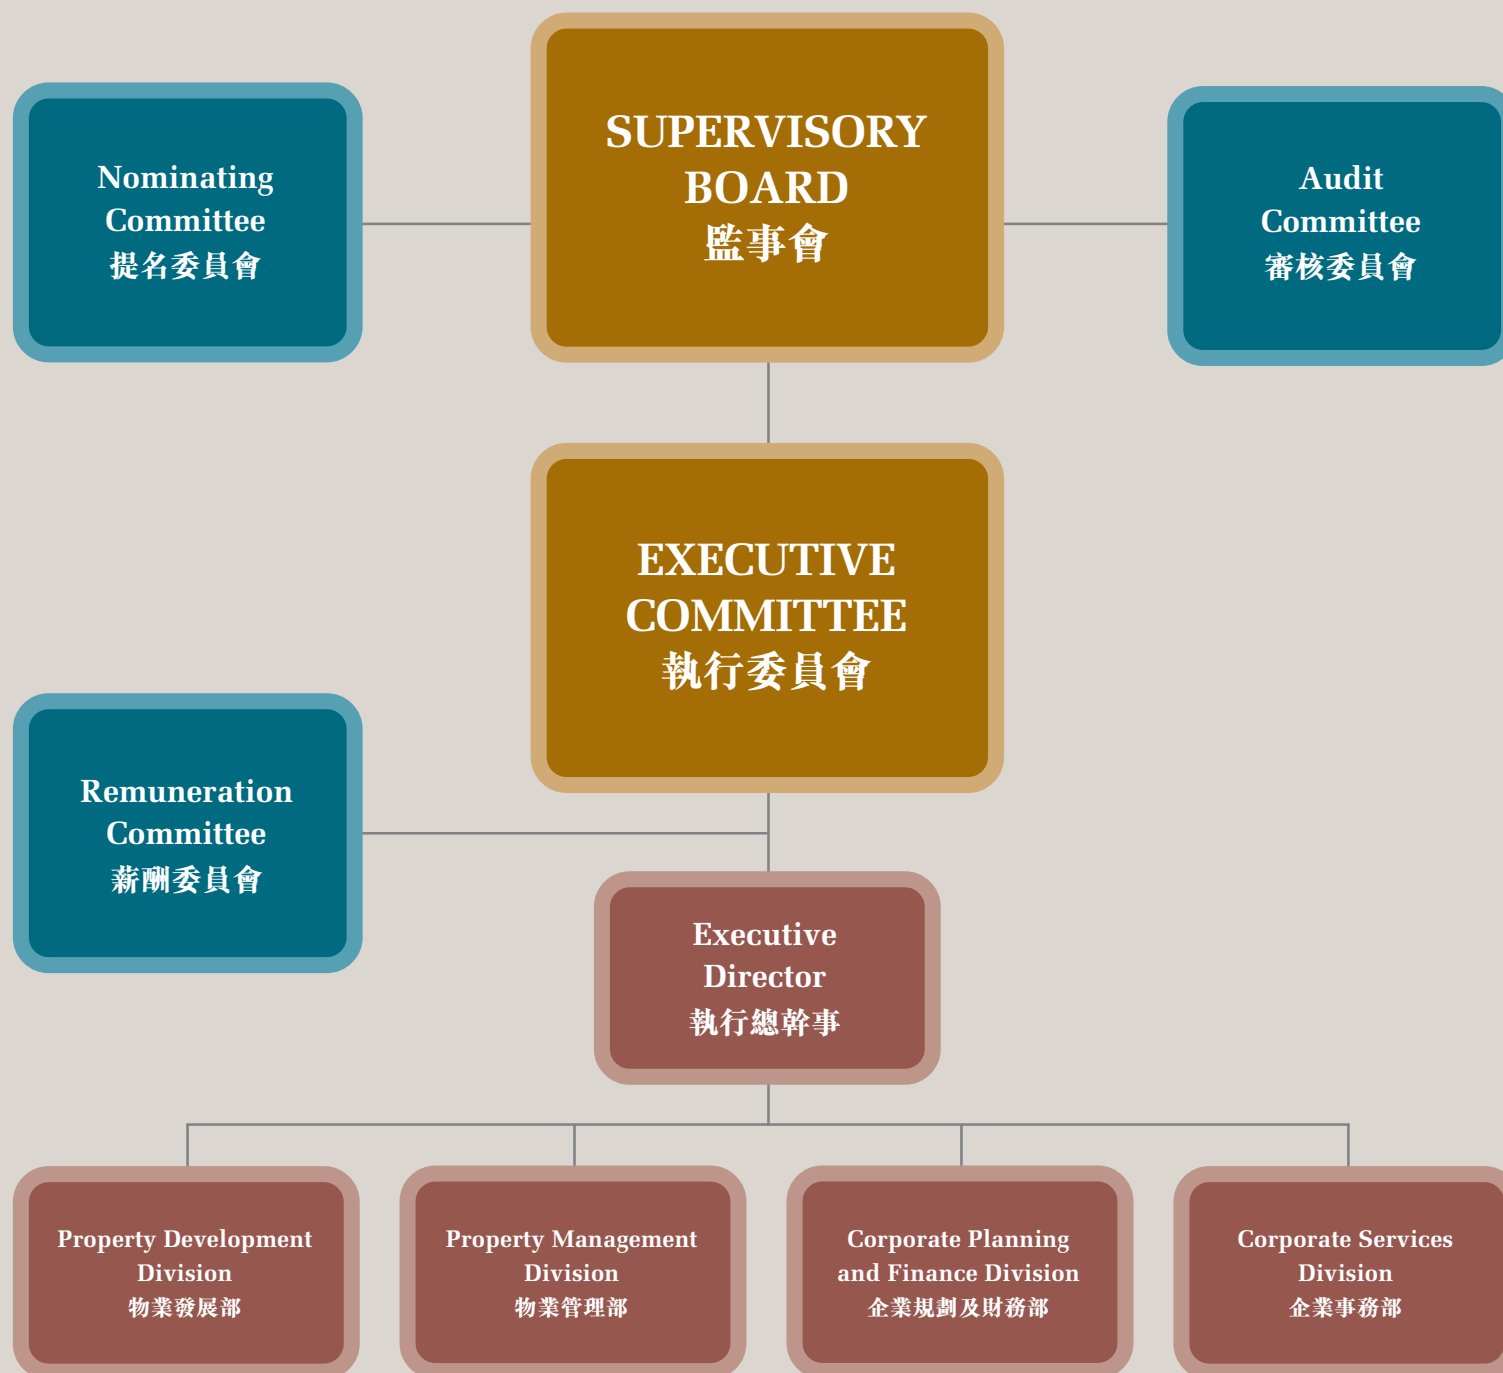 SUPERVISORY
BOARD
監事會
Nominating
Committee
提名委員會
Audit
Committee
審核委員會
EXECUTIVE
COMMITTEE
執行委員會
Remuneration
Committee
薪酬委員會
Executive
Director
執行總幹事
Property Development
Division
物業發展部
Property Management
Division
物業管理部
Corporate Planning
and Finance Division
企業規劃及財務部
Corporate Services
Division
企業事務部